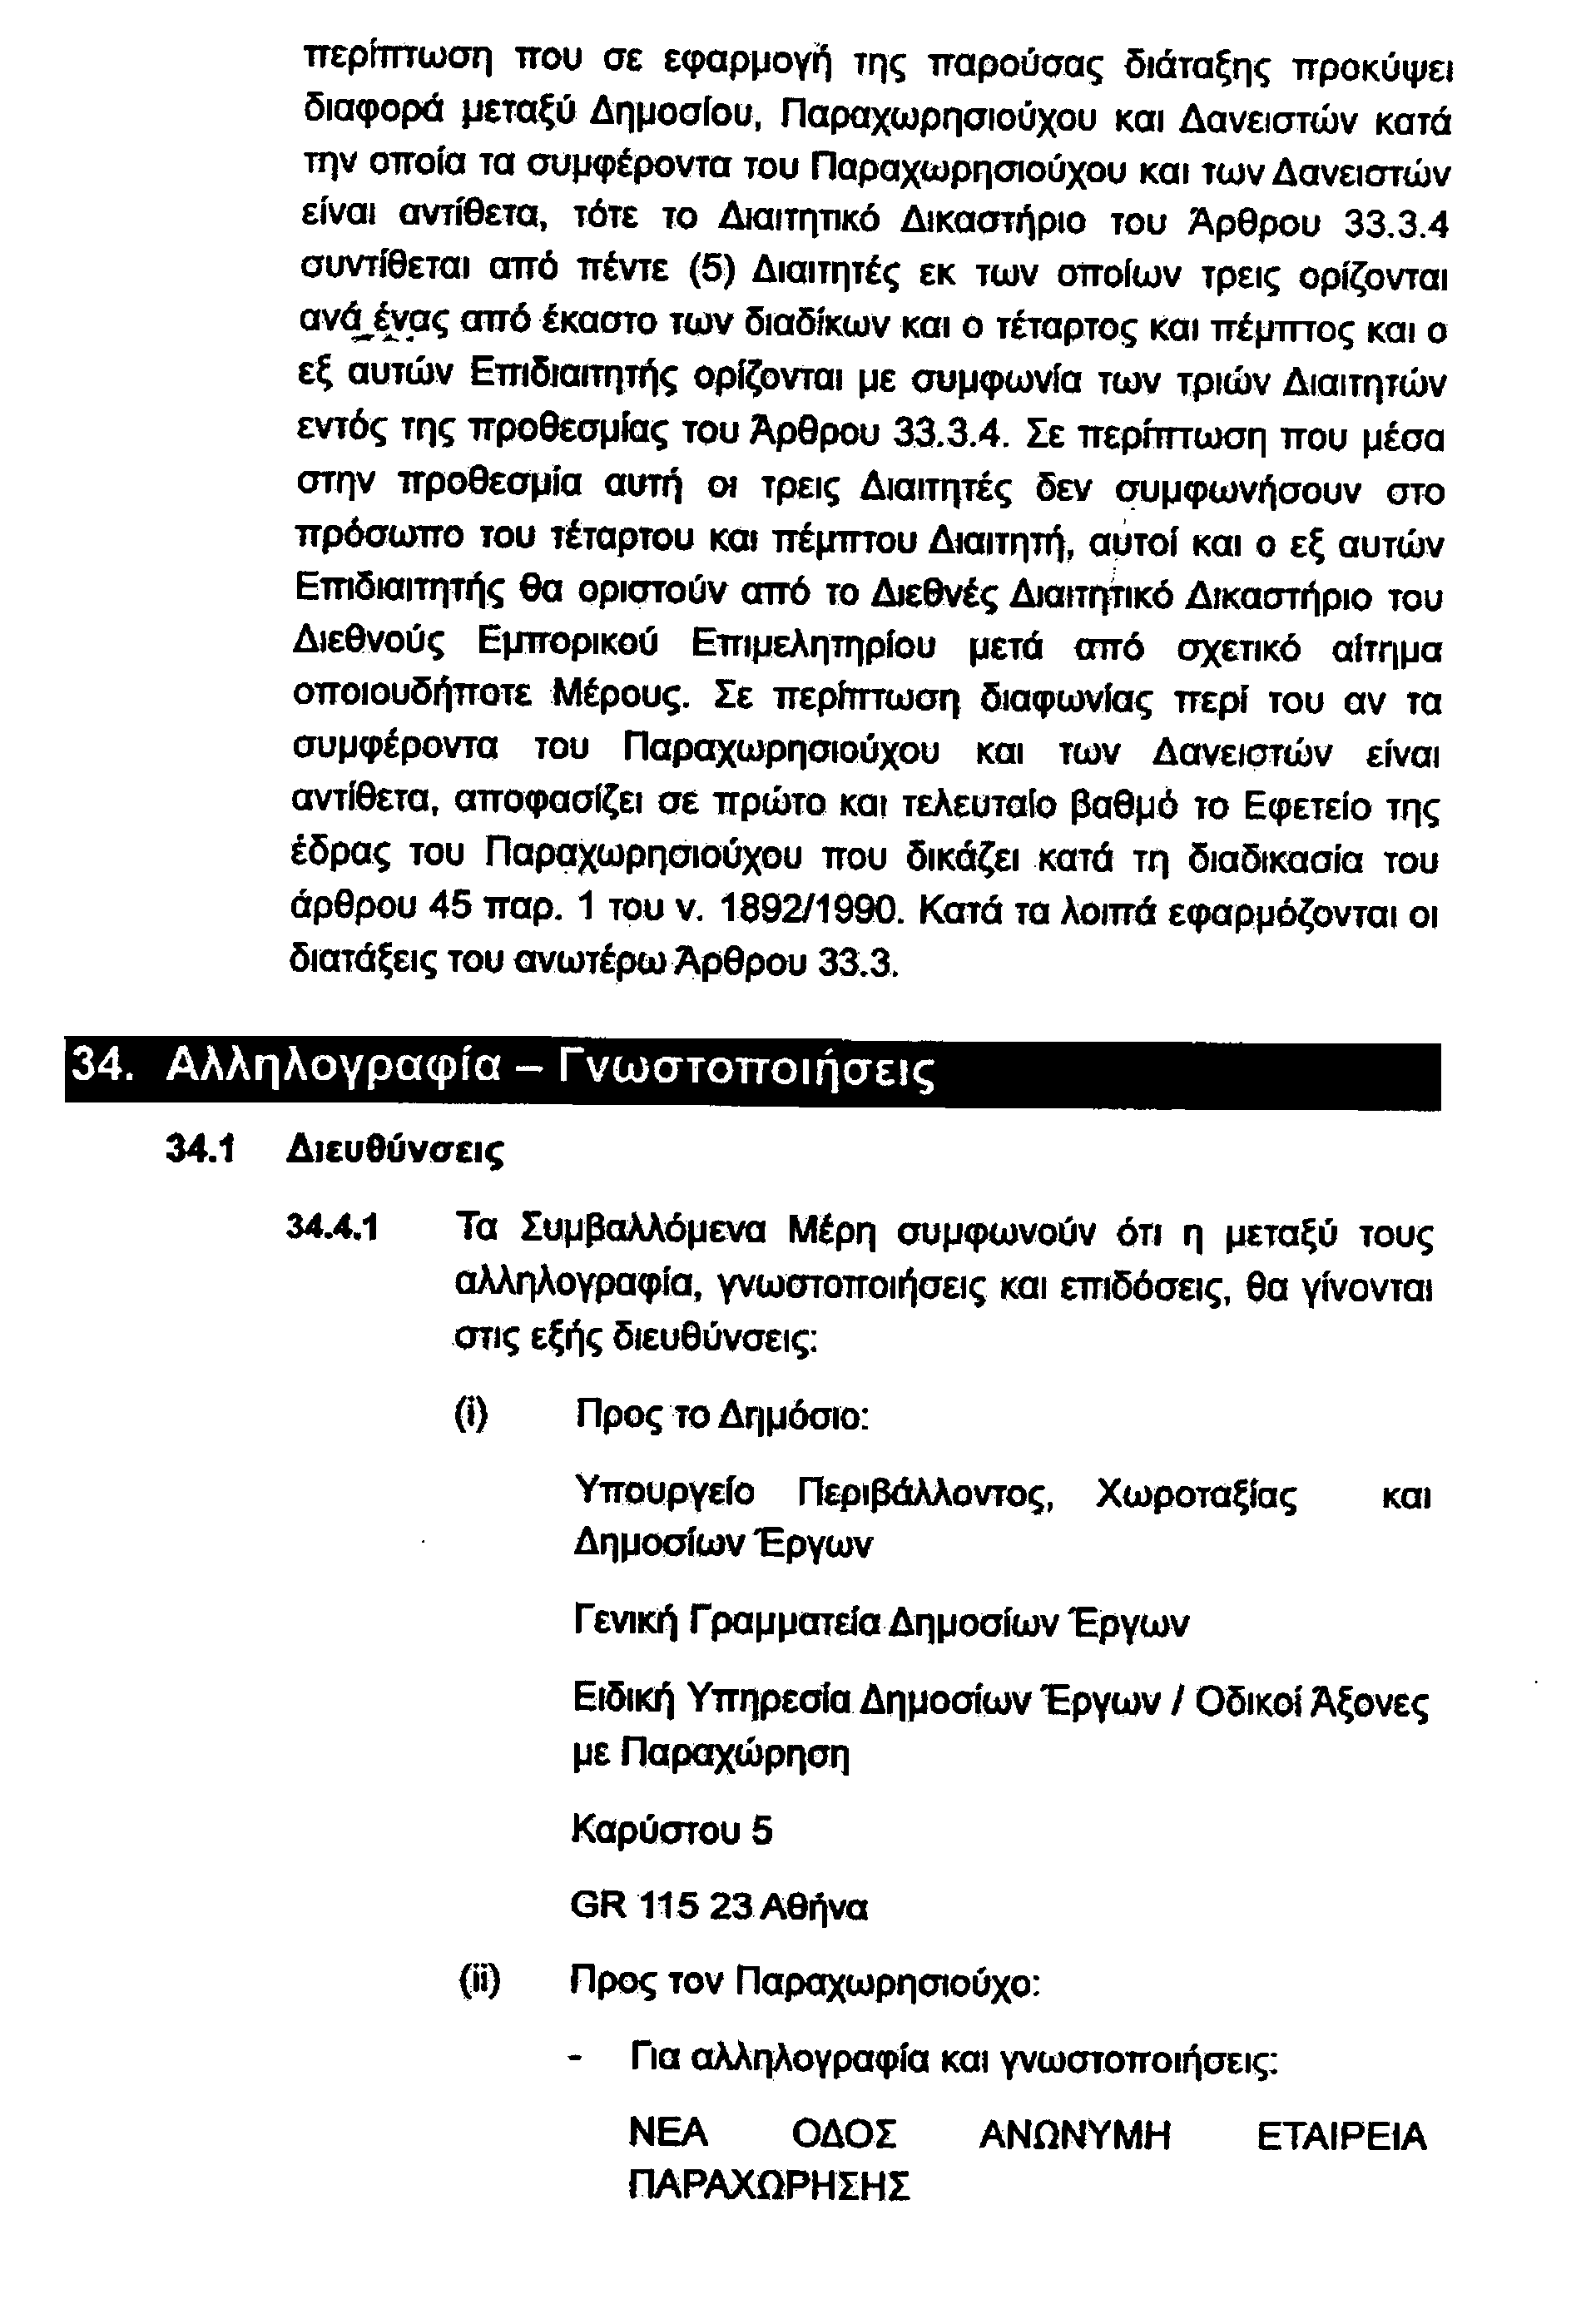 περίπτωση που σε εφαρμογή της παρούσας διάταξης προκύψει
διαφορά μεταξύ Δημοσίου, Παραχωρησιούχου και Δανειστών κατά
την οποία τα συμφέροντα του Παραχωρησιούχου και των Δανειστών
είναι αντίθετα, τότε το Διαιτητικό Δικαστήριο του Άρθρου 33.3.4
συντίθεται από πέντε (5) Διαιτητές εκ των οποίων τρεις ορίζονται
ανά ένας από έκαστο των διαδίκων και ο τέταρτος και πέμπτος και ο
εξ αυτών Επιδιαιτητής ορίζονται με συμφωνία των τριών Διαιτητών
εντός της προθεσμίας του Άρθρου 33.3.4. Σε περίπτωση που μέσα
στην προθεσμία αυτή οι τρεις Διαιτητές δεν συμφωνήσουν στο
πρόσωπο του τέταρτου και πέμπτου Διαιτητή, αυτοί και ο εξ αυτών
Επιδιαιτητής θα οριστούν από το Διεθνές Διαιτητικό Δικαστήριο του
Διεθνούς Εμπορικού Επιμελητηρίου μετά από σχετικό αίτημα
οποιουδήποτε Μέρους. Σε περίπτωση διαφωνίας περί του αν τα
συμφέροντα του Παραχωρησιούχου και των Δανειστών είναι
αντίθετα, αποφασίζει σε πρώτο και τελευταίο βαθμό το Εφετείο της
έδρας του Παραχωρησιούχου που δικάζει κατά τη διαδικασία του
άρθρου 45 παρ. 1 του ν. 1892/1990. Κατά τα λοιπά εφαρμόζονται οι
διατάξεις του ανωτέρω Άρθρου 33.3.
34. Αλληλογραφία – Γνωστοποιήσεις
34.1 Διευθύνσεις
34.4.1 Τα Συμβαλλόμενα Μέρη συμφωνούν ότι η μεταξύ τους
αλληλογραφία, γνωστοποιήσεις και επιδόσεις, θα γίνονται
στις εξής διευθύνσεις:
(i) Προς το Δημόσιο:
Υπουργείο Περιβάλλοντος, Χωροταξίας και
Δημοσίων Έργων
Γενική Γραμματεία Δημοσίων Έργων
Ειδική Υπηρεσία Δημοσίων Έργων / Οδικοί Άξονες
με Παραχώρηση
Καρύστου 5
GR 115 23 Αθήνα
(ii) Προς τον Παραχωρησιούχο:
- Για αλληλογραφία και γνωστοποιήσεις:
ΝΕΑ ΟΔΟΣ ΑΝΩΝΥΜΗ ΕΤΑΙΡΕΙΑ
ΠΑΡΑΧΩΡΗΣΗΣ